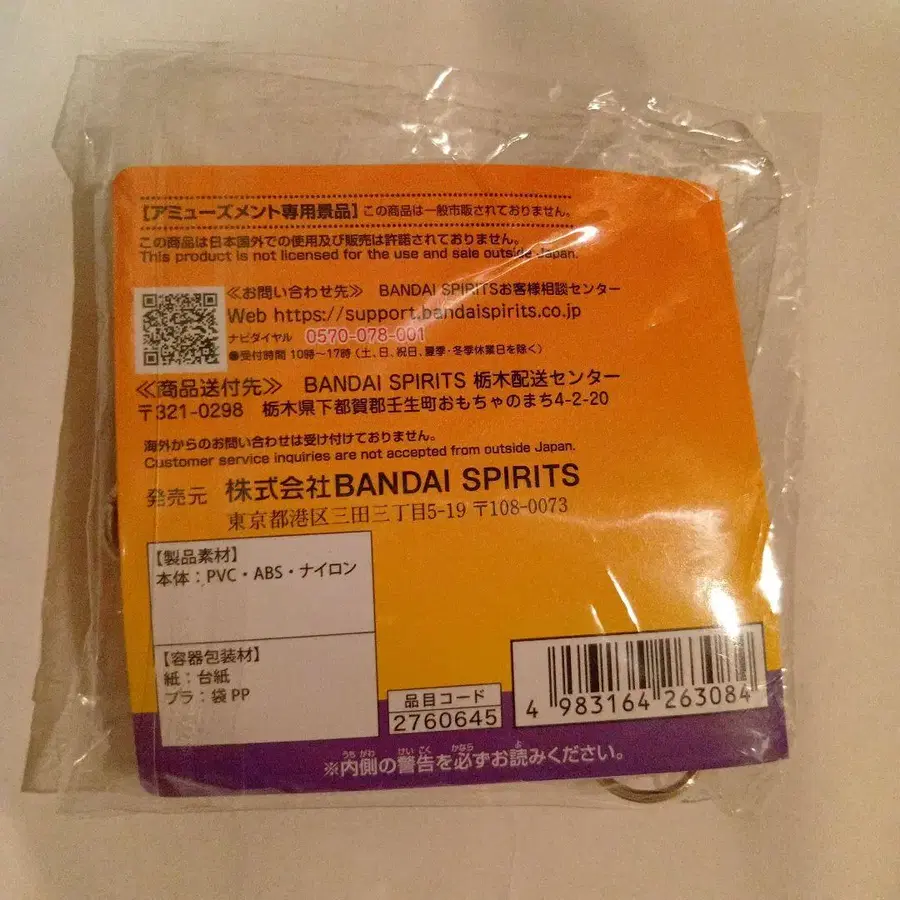 【アミューズメント専用景品】この商品は一般市販されておりません。
この商品は日本国外での使用及び販売は許諾されておりません。
This product is not licensed for the use and sale outside Japan.
≪お問い合わせ先≫ BANDAI SPIRITSお客様相談センター
Web https://support.bandaispirits.co.jp
ナビダイヤル 0570-078-001
●受付時間 10時〜17時 (土、日、祝日、夏季・冬季休業日を除く)
≪商品送付先≫ BANDAI SPIRITS 栃木配送センター
〒321-0298 栃木県下都賀郡壬生町おもちゃのまち4-2-20
海外からのお問い合わせは受け付けておりません。
Customer service inquiries are not accepted from outside Japan.
発売元 株式会社BANDAI SPIRITS
東京都港区三田三丁目5-19 〒108-0073
【製品素材】
本体：PVC・ABS・ナイロン
【容器包装材】
紙：台紙
プラ：袋 PP
品目コード
2760645
4 983164 263084
※内側の警告を必ずお読みください。
うちがわ けいこく かなら よ